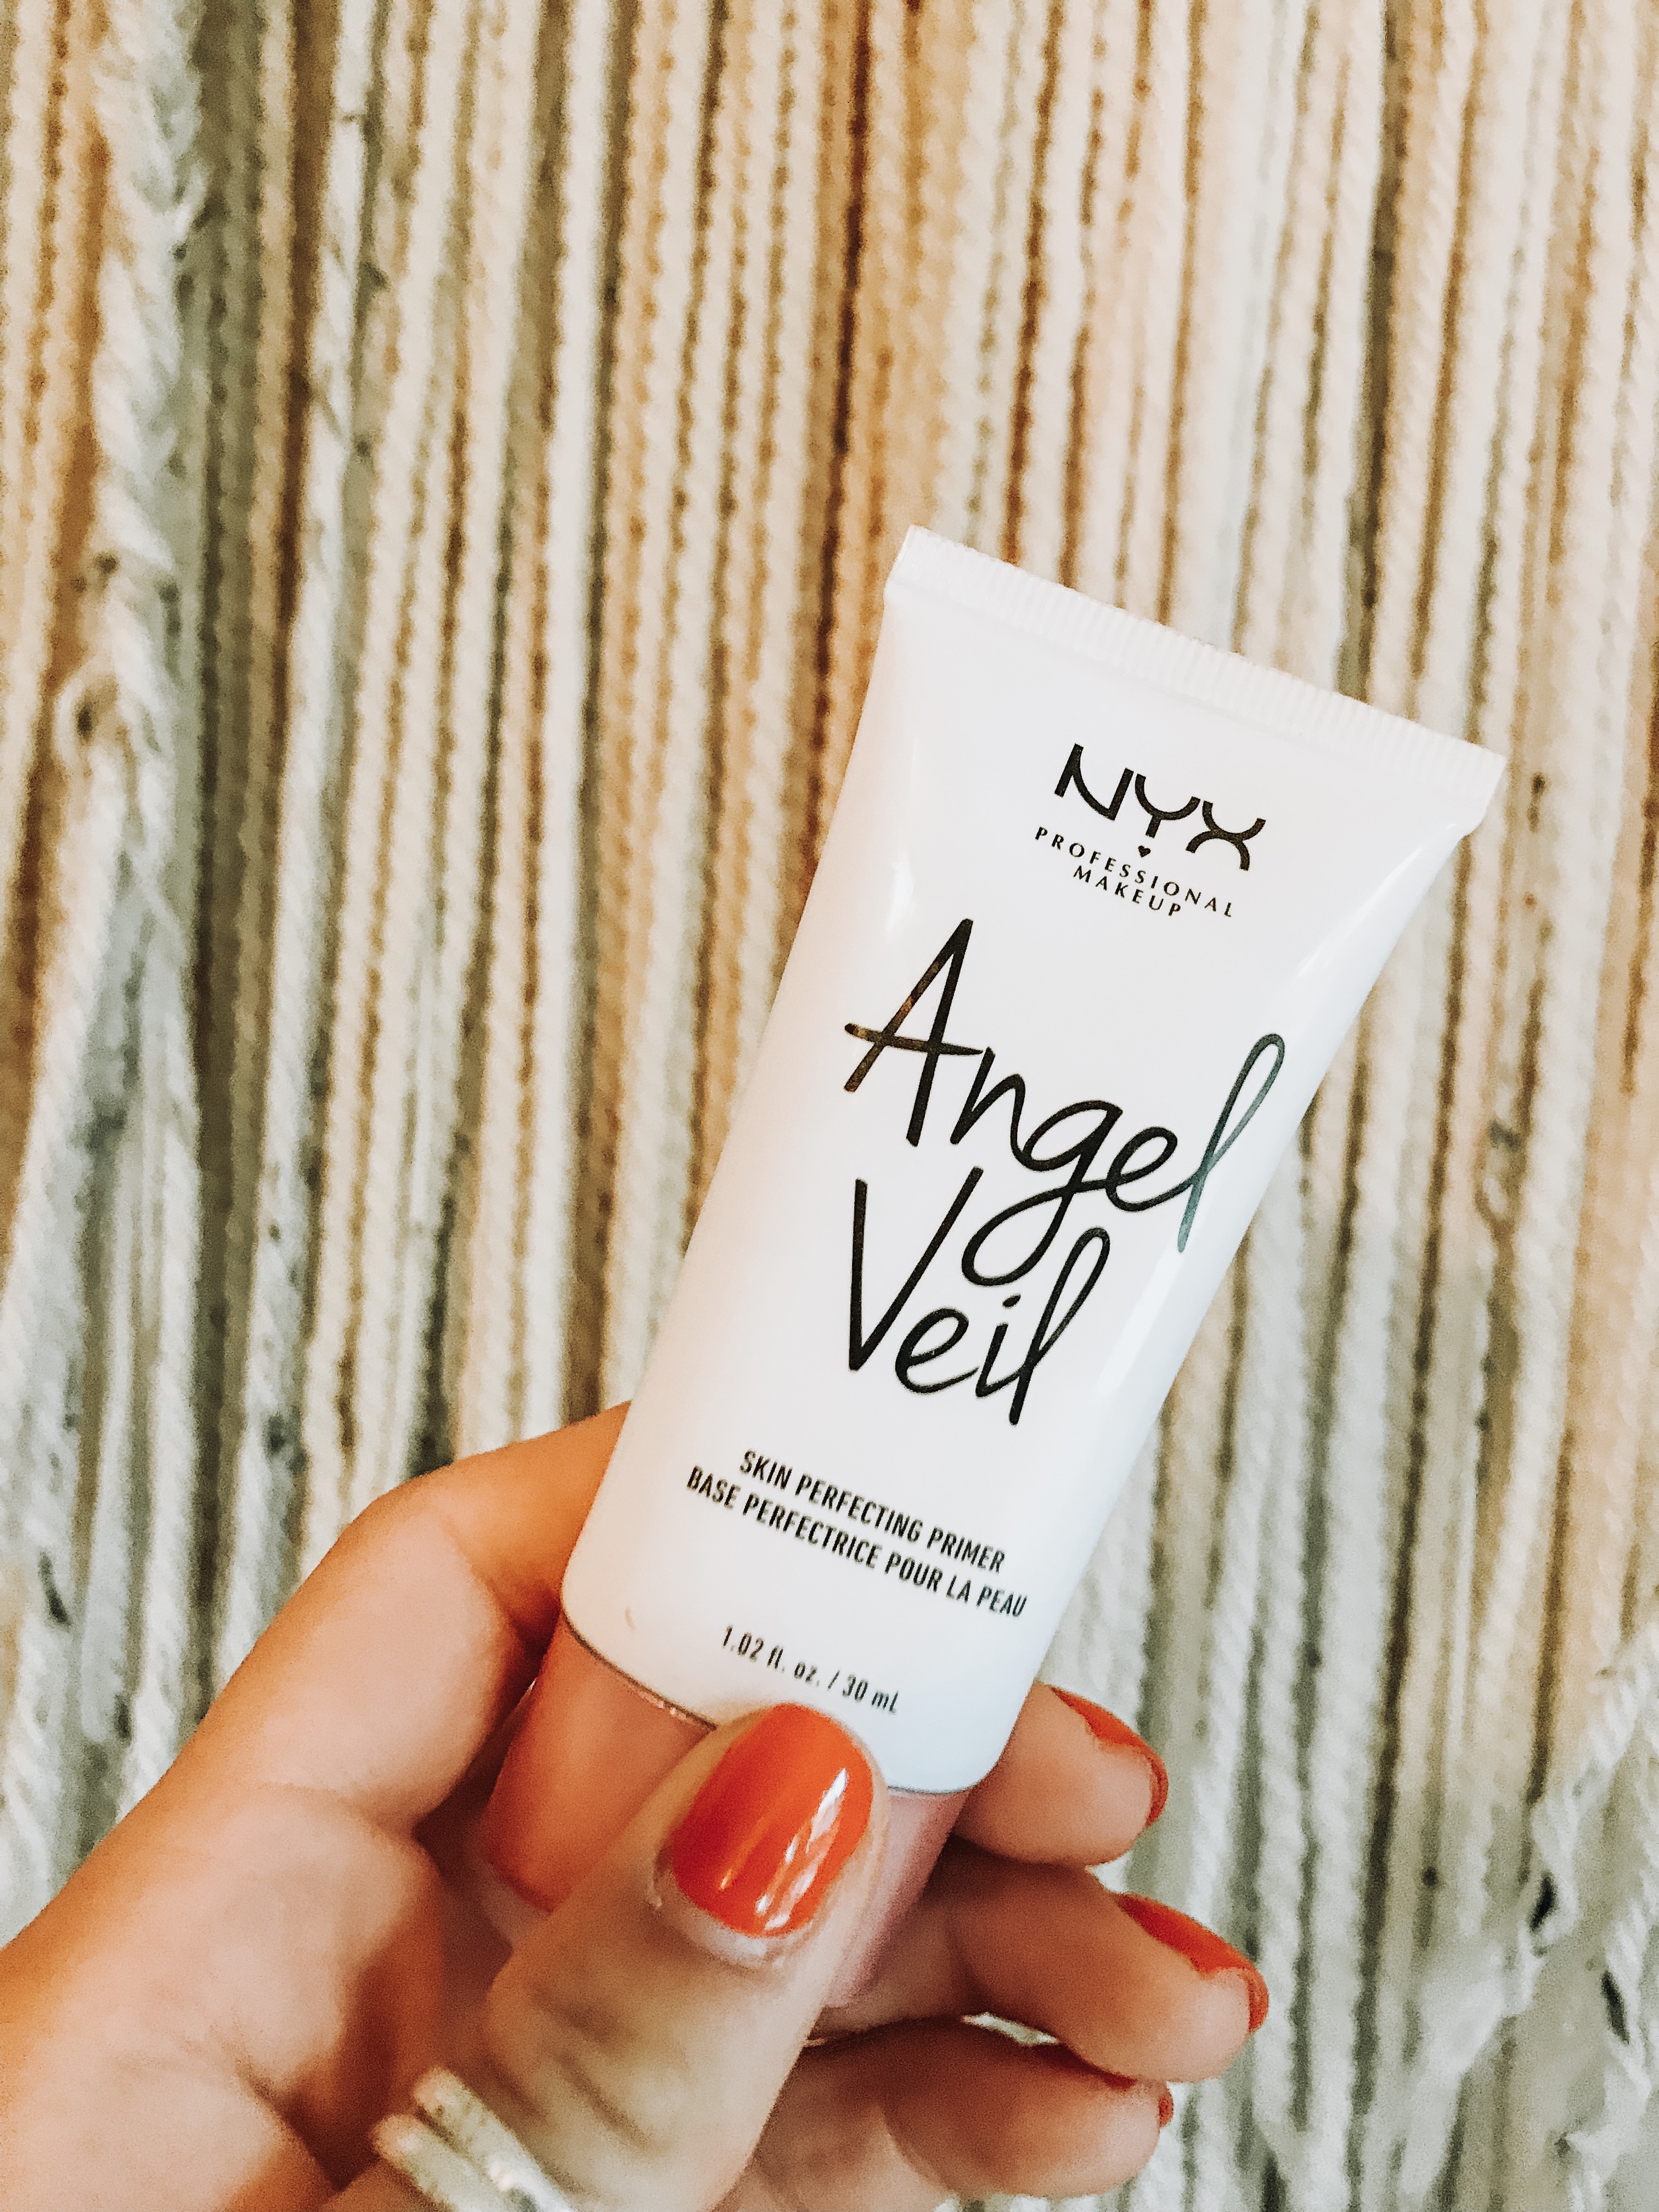 NYX
PROFESSIONAL
MAKEUP
Angel
Veil
SKIN PERFECTING PRIMER
BASE PERFECTRICE POUR LA PEAU
1.02 fl. oz. / 30 mL